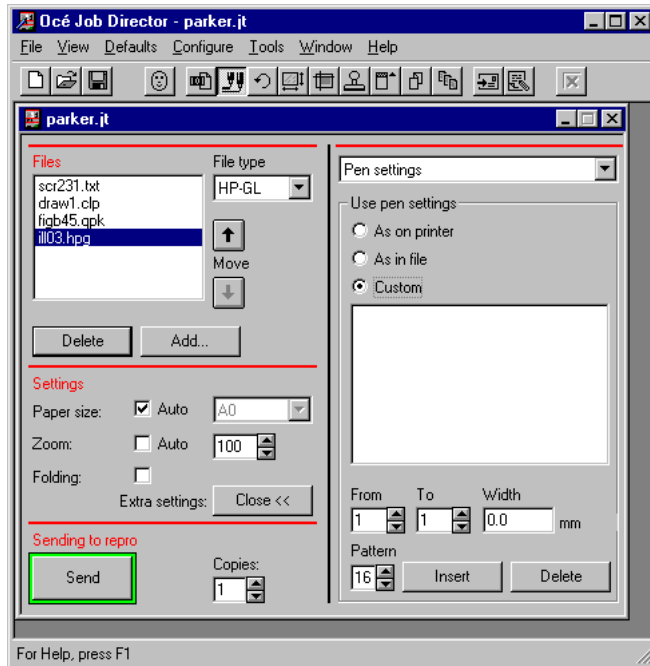 Océ Job Director - parker.jt
File View Defaults Configure Tools Window Help
parker.jt
Files
File type
scr231.txt
draw1.clp
figb45.qpk
ill03.hpg
HP-GL
Move
Delete
Add...
Settings
Paper size:
Auto
A0
Zoom:
Auto
100
Folding:
Extra settings:
Close <<
Sending to repro
Send
Copies:
1
Pen settings
Use pen settings
As on printer
As in file
Custom
From To Width
1 1 0.0 mm
Pattern
16 Insert Delete
For Help, press F1